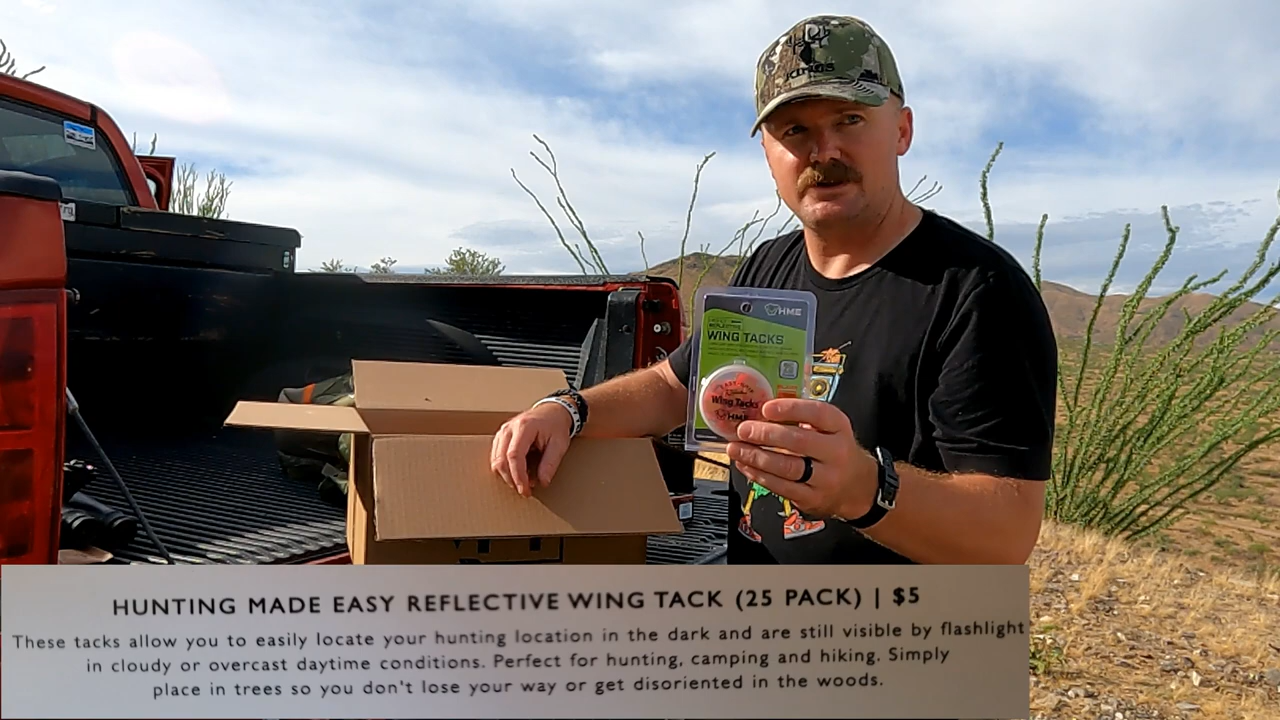 Kings
HME
REFLECTIVE
WING TACKS
Wing Tacks
HME
HUNTING MADE EASY REFLECTIVE WING TACK (25 PACK) | $5
These tacks allow you to easily locate your hunting location in the dark and are still visible by flashlight
in cloudy or overcast daytime conditions. Perfect for hunting, camping and hiking. Simply
place in trees so you don't lose your way or get disoriented in the woods.